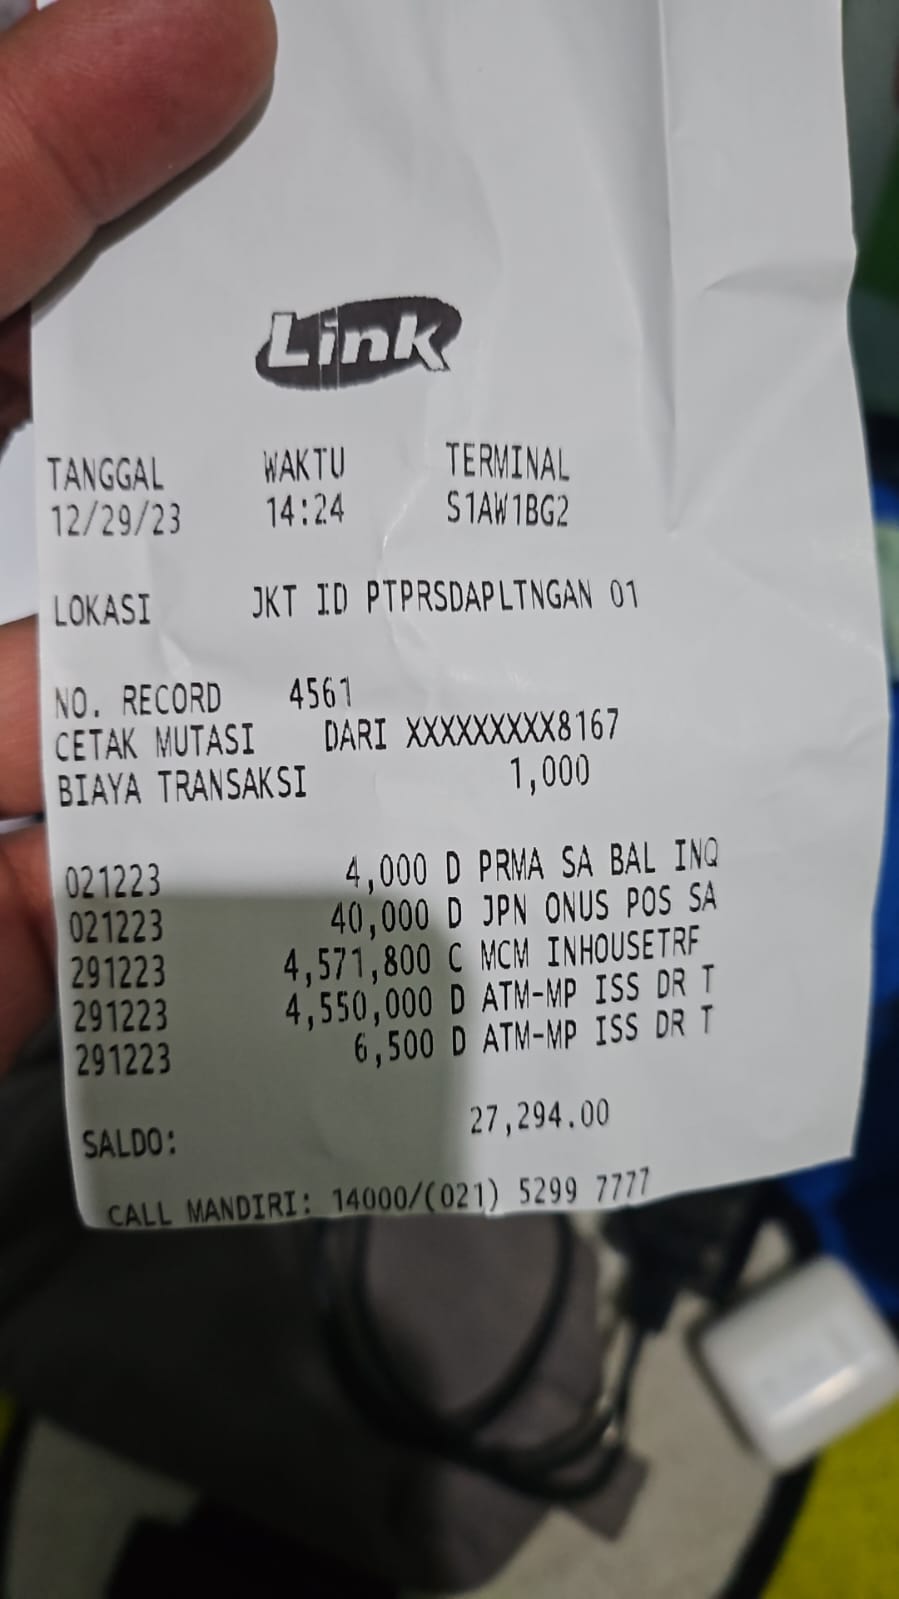 Link
TANGGAL WAKTU TERMINAL
12/29/23 14:24 S1AW1BG2
LOKASI JKT ID PTPRSDAPLTNGAN 01
NO. RECORD 4561
CETAK MUTASI DARI XXXXXXXXX8167
BIAYA TRANSAKSI 1,000
021223 4,000 D PRMA SA BAL INQ
021223 40,000 D JPN ONUS POS SA
291223 4,571,800 C MCM INHOUSETRF
291223 4,550,000 D ATM-MP ISS DR T
291223 6,500 D ATM-MP ISS DR T
SALDO: 27,294.00
CALL MANDIRI: 14000/(021) 5299 7777